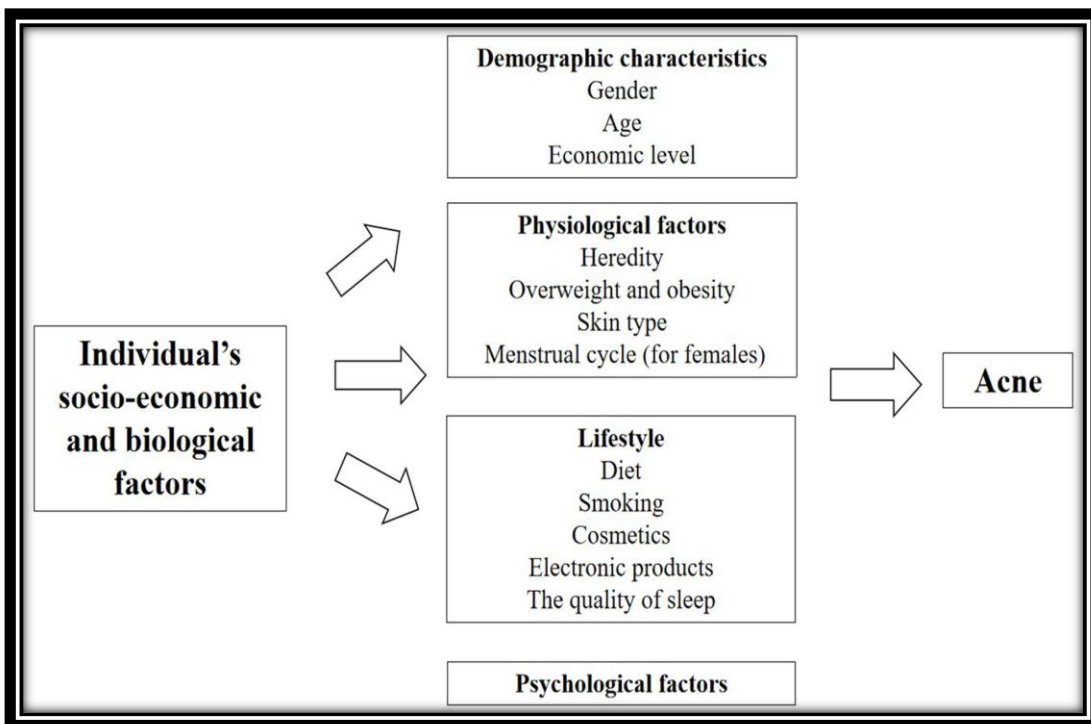 Demographic characteristics
Gender
Age
Economic level
Physiological factors
Heredity
Overweight and obesity
Skin type
Menstrual cycle (for females)
Individual’s
socio-economic
and biological
factors
Acne
Lifestyle
Diet
Smoking
Cosmetics
Electronic products
The quality of sleep
Psychological factors